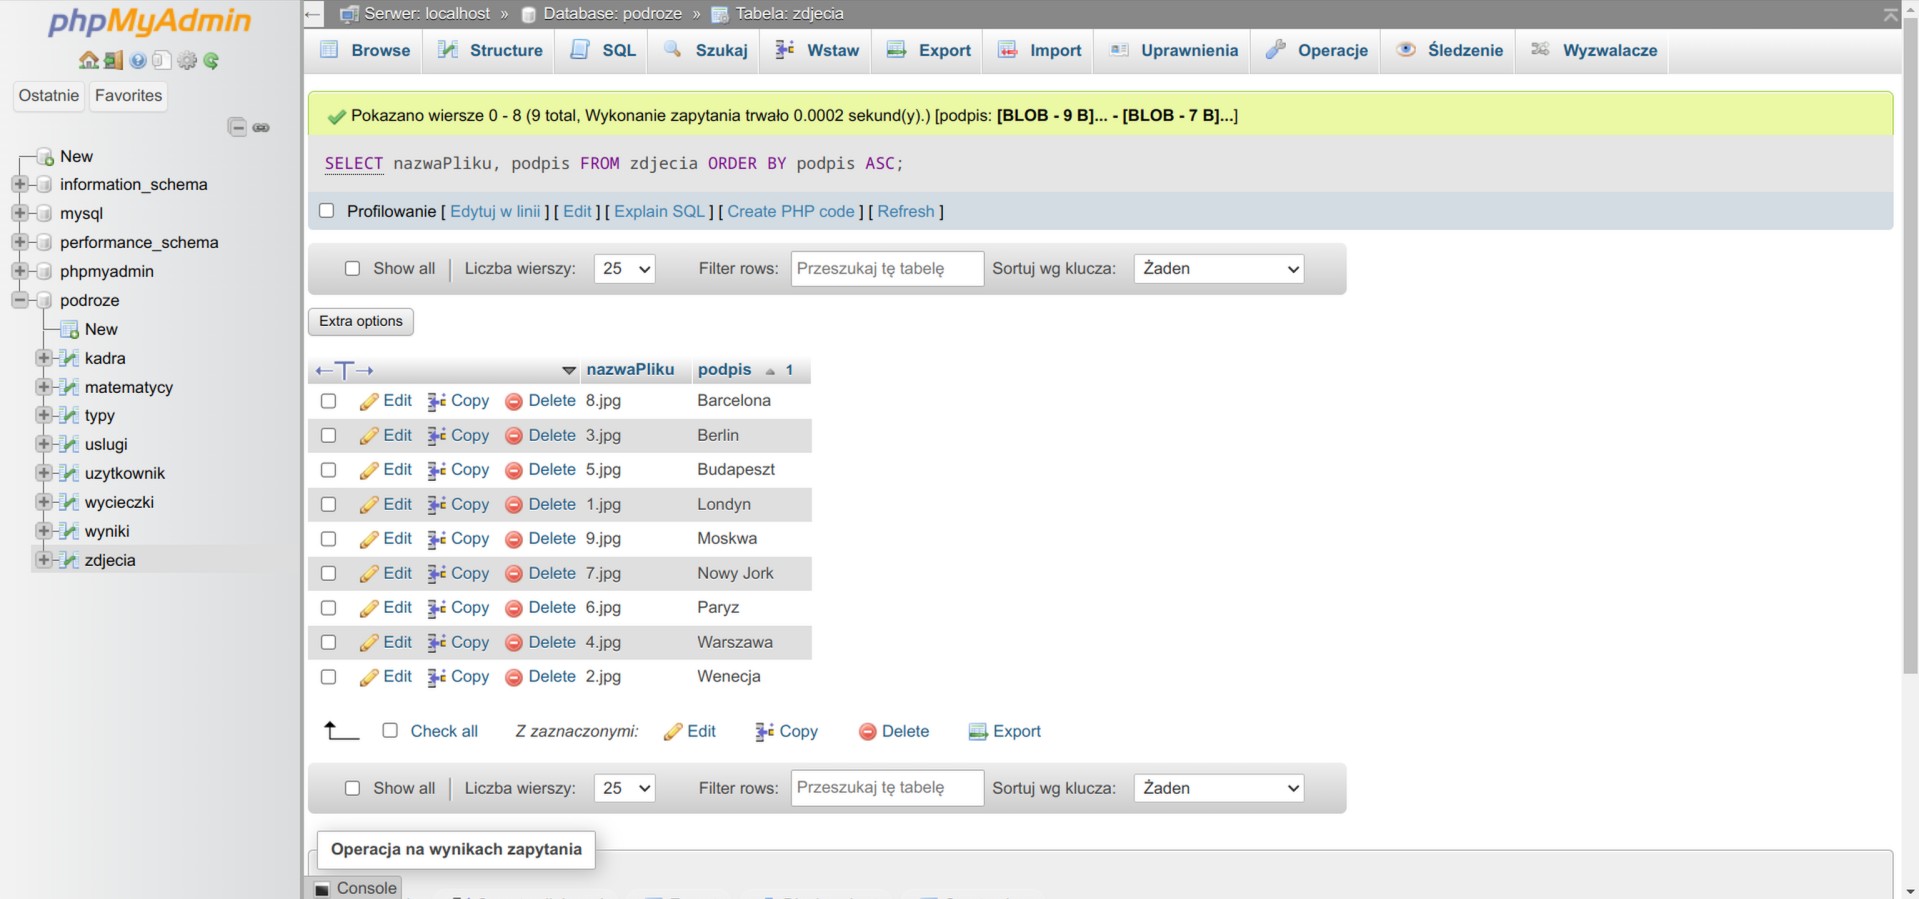 phpMyAdmin
Ostatnie Favorites
New
information_schema
mysql
performance_schema
phpmyadmin
podroze
New
kadra
matematycy
typy
uslugi
uzytkownik
wycieczki
wyniki
zdjecia
← Serwer: localhost » Database: podroze » Tabela: zdjecia
Browse Structure SQL Szukaj Wstaw Export Import Uprawnienia Operacje Śledzenie Wyzwalacze
Pokazano wiersze 0 - 8 (9 total, Wykonanie zapytania trwało 0.0002 sekund(y).) [podpis: [BLOB - 9 B]... - [BLOB - 7 B]...]
SELECT nazwaPliku, podpis FROM zdjecia ORDER BY podpis ASC;
Profilowanie [ Edytuj w linii ] [ Edit ] [ Explain SQL ] [ Create PHP code ] [ Refresh ]
Show all | Liczba wierszy: 25 Filter rows: Przeszukaj tę tabelę Sortuj wg klucza: Żaden
Extra options
←T→ nazwaPliku podpis 1
Edit Copy Delete 8.jpg Barcelona
Edit Copy Delete 3.jpg Berlin
Edit Copy Delete 5.jpg Budapeszt
Edit Copy Delete 1.jpg Londyn
Edit Copy Delete 9.jpg Moskwa
Edit Copy Delete 7.jpg Nowy Jork
Edit Copy Delete 6.jpg Paryz
Edit Copy Delete 4.jpg Warszawa
Edit Copy Delete 2.jpg Wenecja
Check all Z zaznaczonymi: Edit Copy Delete Export
Show all | Liczba wierszy: 25 Filter rows: Przeszukaj tę tabelę Sortuj wg klucza: Żaden
Operacja na wynikach zapytania
Console